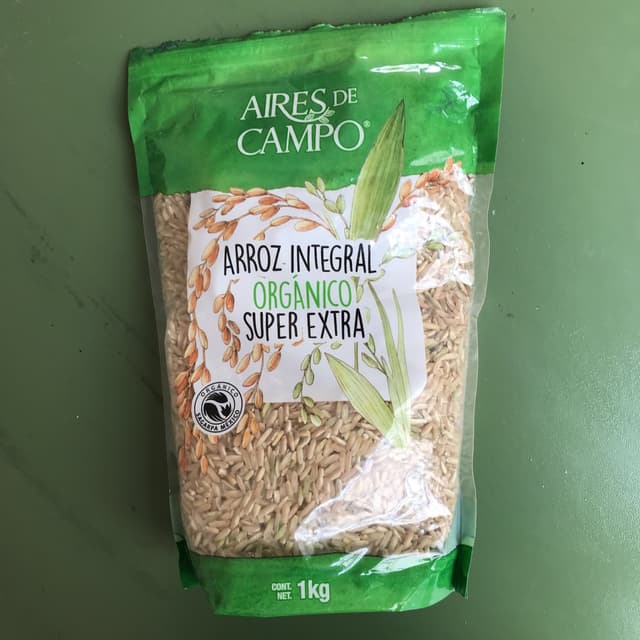 AIRES DE
CAMPO®
ARROZ INTEGRAL
ORGÁNICO
SUPER EXTRA
ORGÁNICO
SAGARPA MÉXICO
CONT.
NET. 1kg